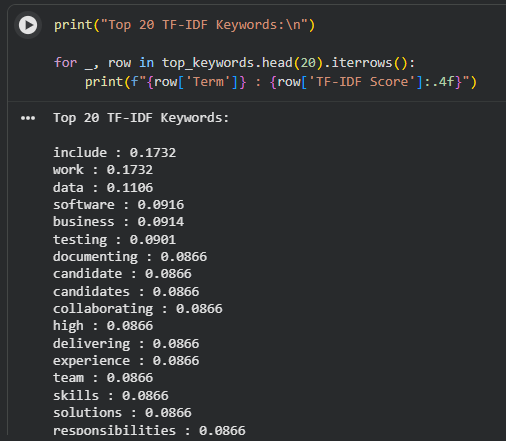 print("Top 20 TF-IDF Keywords:\n")
for _, row in top_keywords.head(20).iterrows():
    print(f"{row['Term']} : {row['TF-IDF Score']:.4f}")
Top 20 TF-IDF Keywords:
include : 0.1732
work : 0.1732
data : 0.1106
software : 0.0916
business : 0.0914
testing : 0.0901
documenting : 0.0866
candidate : 0.0866
candidates : 0.0866
collaborating : 0.0866
high : 0.0866
delivering : 0.0866
experience : 0.0866
team : 0.0866
skills : 0.0866
solutions : 0.0866
responsibilities : 0.0866